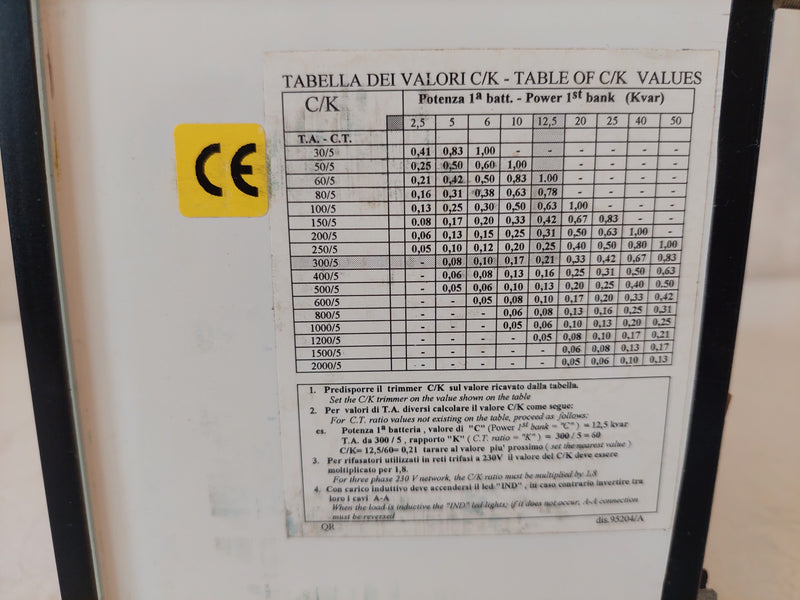 TABELLA DEI VALORI C/K - TABLE OF C/K VALUES
C/K Potenza 1ª batt. - Power 1st bank (Kvar)
2,5 5 6 10 12,5 20 25 40 50
T.A. - C.T.
30/5 0,41 0,83 1,00 - - - - - -
50/5 0,25 0,50 0,60 1,00 - - - - -
60/5 0,21 0,42 0,50 0,83 1,00 - - - -
80/5 0,16 0,31 0,38 0,63 0,78 - - - -
100/5 0,13 0,25 0,30 0,50 0,63 1,00 - - -
150/5 0.08 0,17 0,20 0,33 0,42 0,67 0,83 - -
200/5 0,06 0,13 0,15 0,25 0,31 0,50 0,63 1,00 -
250/5 0,05 0,10 0,12 0,20 0,25 0,40 0,50 0,80 1,00
300/5 - 0,08 0,10 0,17 0,21 0,33 0,42 0,67 0,83
400/5 - 0,06 0,08 0,13 0,16 0,25 0,31 0,50 0,63
500/5 - 0,05 0,06 0,10 0,13 0,20 0,25 0,40 0.50
600/5 - - 0,05 0,08 0,10 0,17 0,20 0,33 0,42
800/5 - - - 0,06 0,08 0,13 0,16 0,25 0,31
1000/5 - - - 0,05 0,06 0,10 0,13 0,20 0,25
1200/5 - - - - 0,05 0,08 0,10 0,17 0,21
1500/5 - - - - - 0,06 0,08 0,13 0,17
2000/5 - - - - - 0,05 0,06 0,10 0,13
CE
1. Predisporre il trimmer C/K sul valore ricavato dalla tabella.
Set the C/K trimmer on the value shown on the table
2. Per valori di T.A. diversi calcolare il valore C/K come segue:
For C.T. ratio values not existing on the table, proceed as follows:
es. Potenza 1ª batteria, valore di "C" (Power 1st bank = "C") = 12,5 kvar
T.A. da 300 / 5 , rapporto "K" ( C.T. ratio = "K" ) = 300 / 5 = 60
C/K= 12,5/60= 0,21 tarare al valore piu' prossimo ( set the nearest value )
3. Per rifasatori utilizzati in reti trifasi a 230V il valore del C/K deve essere
moltiplicato per 1,8.
For three phase 230 V network, the C/K ratio must be multiplied by 1,8
4. Con carico induttivo deve accendersi il led "IND" , in caso contrario invertire tra
loro i cavi A-A
When the load is inductive the "IND" led lights; if it does not occur, A-A connection
must be reversed
QR dis.95204/A